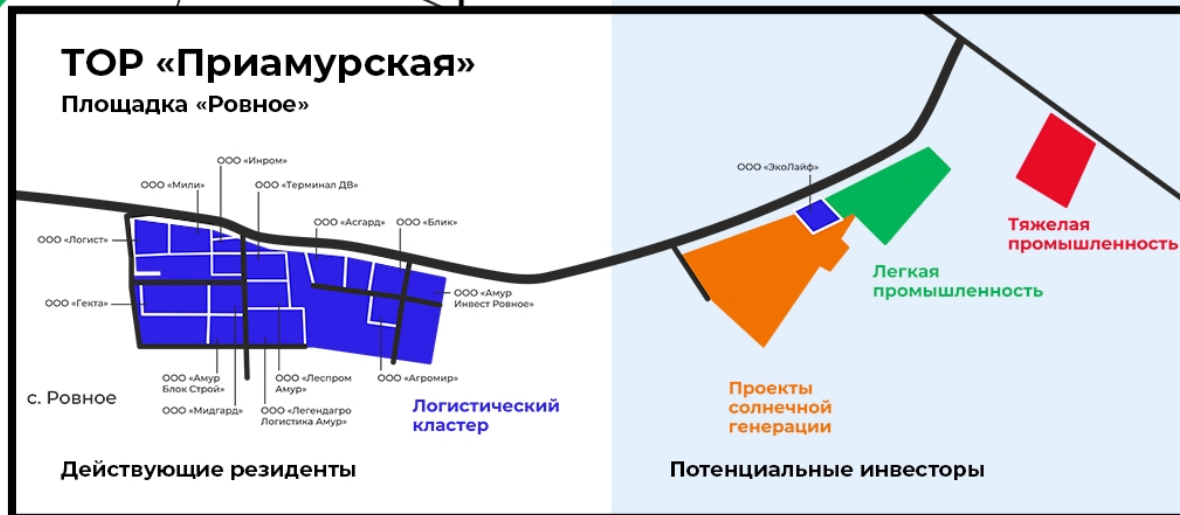 ТОР «Приамурская»
Площадка «Ровное»
ООО «Инром»
ООО «Мили»
ООО «Терминал ДВ»
ООО «Асгард»
ООО «Блик»
ООО «Логист»
ООО «Гекта»
ООО «Амур
Инвест Ровное»
ООО «Амур
Блок Строй»
ООО «Леспром
Амур»
ООО «Агромир»
с. Ровное
ООО «Мидгард»
ООО «Легендагро
Логистика Амур»
Логистический
кластер
Действующие резиденты
ООО «ЭкоЛайф»
Тяжелая
промышленность
Легкая
промышленность
Проекты
солнечной
генерации
Потенциальные инвесторы